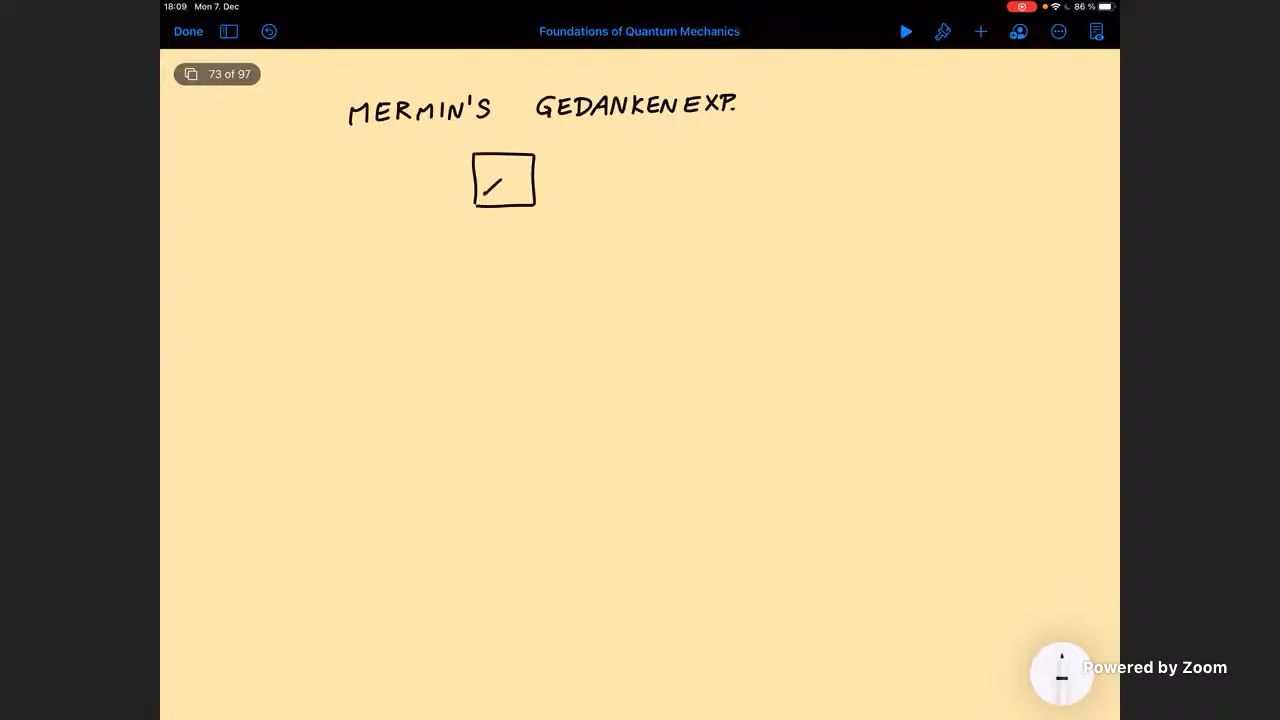 18:09 Mon 7. Dec 86 %
Done Foundations of Quantum Mechanics
73 of 97
MERMIN'S GEDANKENEXP.
Powered by Zoom